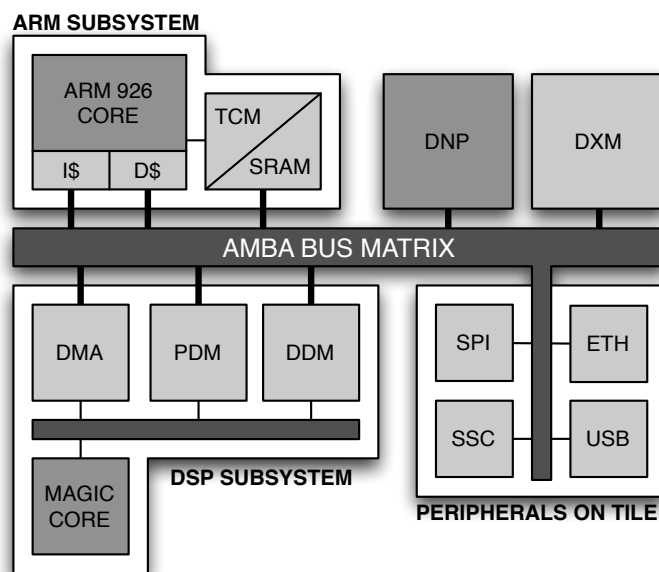 ARM SUBSYSTEM
ARM 926
CORE
I$
D$
TCM
SRAM
DNP
DXM
AMBA BUS MATRIX
DMA
PDM
DDM
MAGIC
CORE
DSP SUBSYSTEM
SPI
ETH
SSC
USB
PERIPHERALS ON TILE